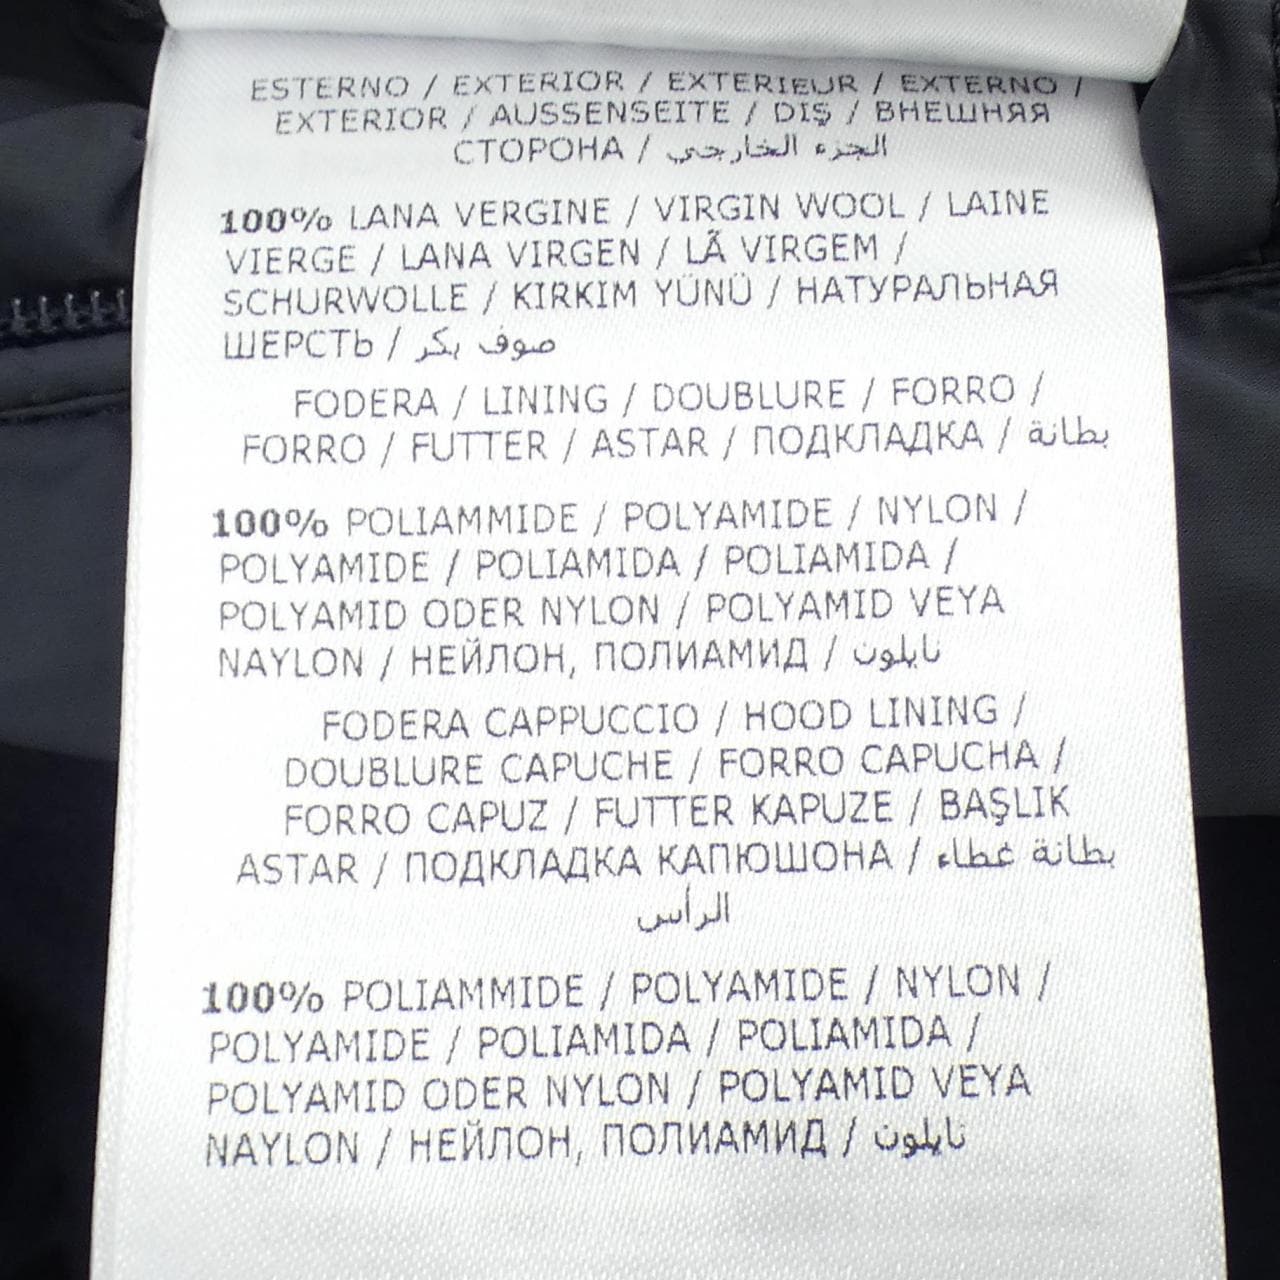 ESTERNO / EXTERIOR / EXTERIEUR / EXTERNO /
EXTERIOR / AUSSENSEITE / DIŞ / ВНЕШНЯЯ
СТОРОНА / الجزء الخارجي
100% LANA VERGINE / VIRGIN WOOL / LAINE
VIERGE / LANA VIRGEN / LÃ VIRGEM /
SCHURWOLLE / KIRKIM YÜNÜ / НАТУРАЛЬНАЯ
ШЕРСТЬ / صوف بكر
FODERA / LINING / DOUBLURE / FORRO /
FORRO / FUTTER / ASTAR / ПОДКЛАДКА / بطانة
100% POLIAMMIDE / POLYAMIDE / NYLON /
POLYAMIDE / POLIAMIDA / POLIAMIDA /
POLYAMID ODER NYLON / POLYAMID VEYA
NAYLON / НЕЙЛОН, ПОЛИАМИД / نايلون
FODERA CAPPUCCIO / HOOD LINING /
DOUBLURE CAPUCHE / FORRO CAPUCHA /
FORRO CAPUZ / FUTTER KAPUZE / BAŞLIK
ASTAR / ПОДКЛАДКА КАПЮШОНА / بطانة غطاء
الرأس
100% POLIAMMIDE / POLYAMIDE / NYLON /
POLYAMIDE / POLIAMIDA / POLIAMIDA /
POLYAMID ODER NYLON / POLYAMID VEYA
NAYLON / НЕЙЛОН, ПОЛИАМИД / نايلون